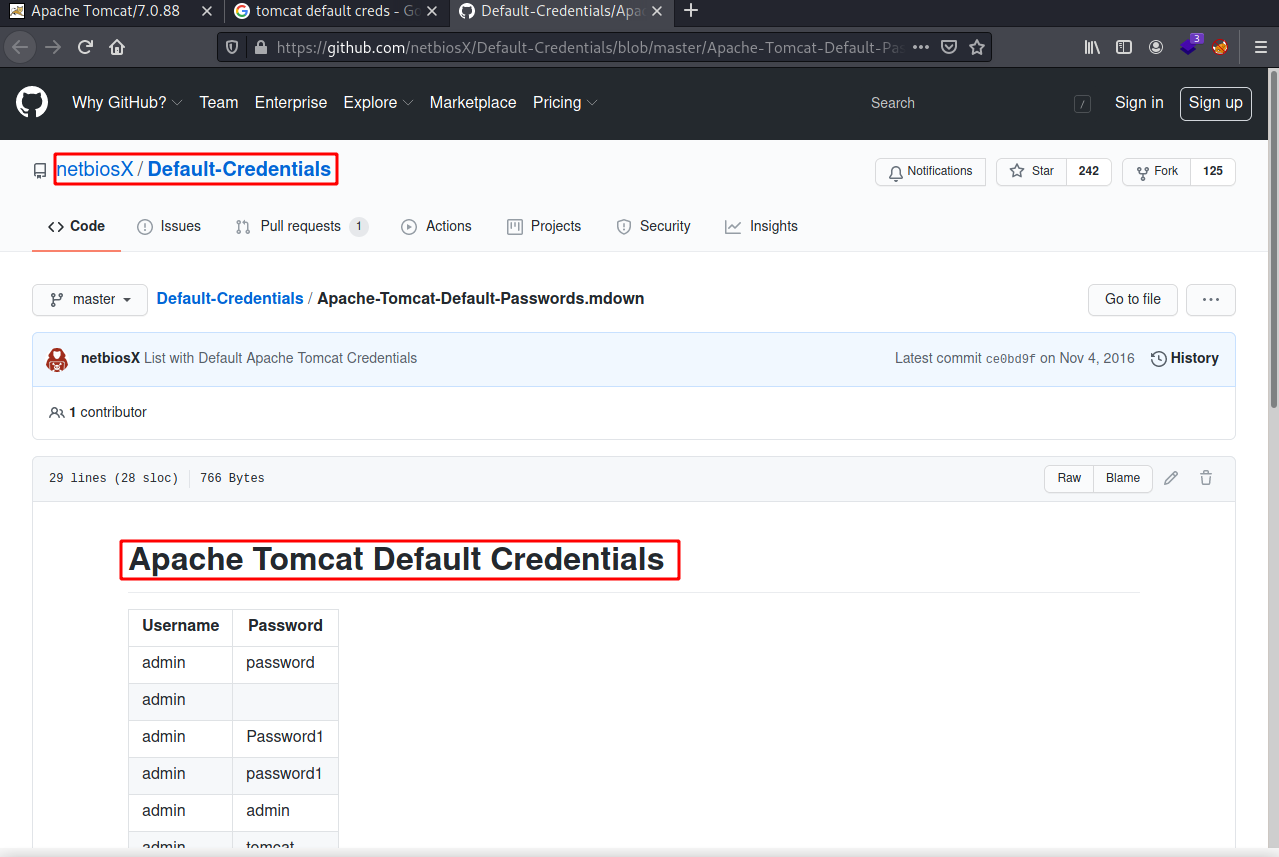 Apache Tomcat/7.0.88
tomcat default creds - Go
Default-Credentials/Apa
https://github.com/netbiosX/Default-Credentials/blob/master/Apache-Tomcat-Default-Pas
3
Why GitHub? Team Enterprise Explore Marketplace Pricing Search / Sign in Sign up
netbiosX / Default-Credentials
Notifications Star 242 Fork 125
Code Issues Pull requests 1 Actions Projects Security Insights
master Default-Credentials / Apache-Tomcat-Default-Passwords.mdown Go to file
netbiosX List with Default Apache Tomcat Credentials Latest commit ce0bd9f on Nov 4, 2016 History
1 contributor
29 lines (28 sloc) 766 Bytes Raw Blame
Apache Tomcat Default Credentials
Username Password
admin password
admin
admin Password1
admin password1
admin admin
admin tomcat